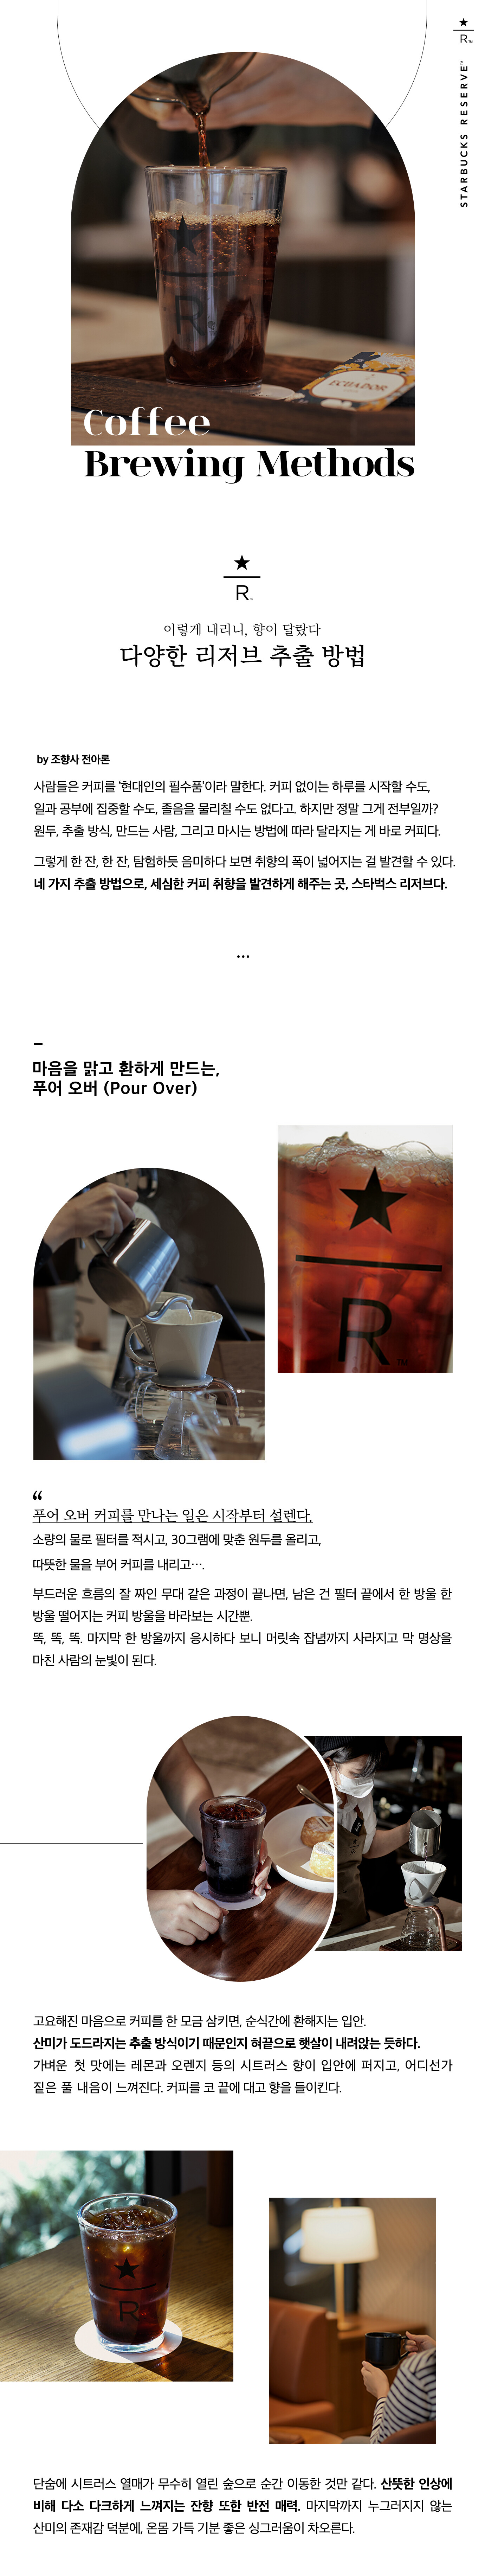 R
STARBUCKS RESERVE™
R
ECUADOR
Coffee
Brewing Methods
R
이렇게 내리니, 향이 달랐다
다양한 리저브 추출 방법
by 조향사 전아론
사람들은 커피를 '현대인의 필수품'이라 말한다. 커피 없이는 하루를 시작할 수도,
일과 공부에 집중할 수도, 졸음을 물리칠 수도 없다고. 하지만 정말 그게 전부일까?
원두, 추출 방식, 만드는 사람, 그리고 마시는 방법에 따라 달라지는 게 바로 커피다.
그렇게 한 잔, 한 잔, 탐험하듯 음미하다 보면 취향의 폭이 넓어지는 걸 발견할 수 있다.
네 가지 추출 방법으로, 세심한 커피 취향을 발견하게 해주는 곳, 스타벅스 리저브다.
...
마음을 맑고 환하게 만드는,
푸어 오버 (Pour Over)
R
TM
“
푸어 오버 커피를 만나는 일은 시작부터 설렌다.
소량의 물로 필터를 적시고, 30그램에 맞춘 원두를 올리고,
따뜻한 물을 부어 커피를 내리고….
부드러운 흐름의 잘 짜인 무대 같은 과정이 끝나면, 남은 건 필터 끝에서 한 방울 한
방울 떨어지는 커피 방울을 바라보는 시간뿐.
똑, 똑, 똑. 마지막 한 방울까지 응시하다 보니 머릿속 잡념까지 사라지고 막 명상을
마친 사람의 눈빛이 된다.
고요해진 마음으로 커피를 한 모금 삼키면, 순식간에 환해지는 입안.
산미가 도드라지는 추출 방식이기 때문인지 혀끝으로 햇살이 내려앉는 듯하다.
가벼운 첫 맛에는 레몬과 오렌지 등의 시트러스 향이 입안에 퍼지고, 어디선가
짙은 풀 내음이 느껴진다. 커피를 코 끝에 대고 향을 들이킨다.
R
단숨에 시트러스 열매가 무수히 열린 숲으로 순간 이동한 것만 같다. 산뜻한 인상에
비해 다소 다크하게 느껴지는 잔향 또한 반전 매력. 마지막까지 누그러지지 않는
산미의 존재감 덕분에, 온몸 가득 기분 좋은 싱그러움이 차오른다.